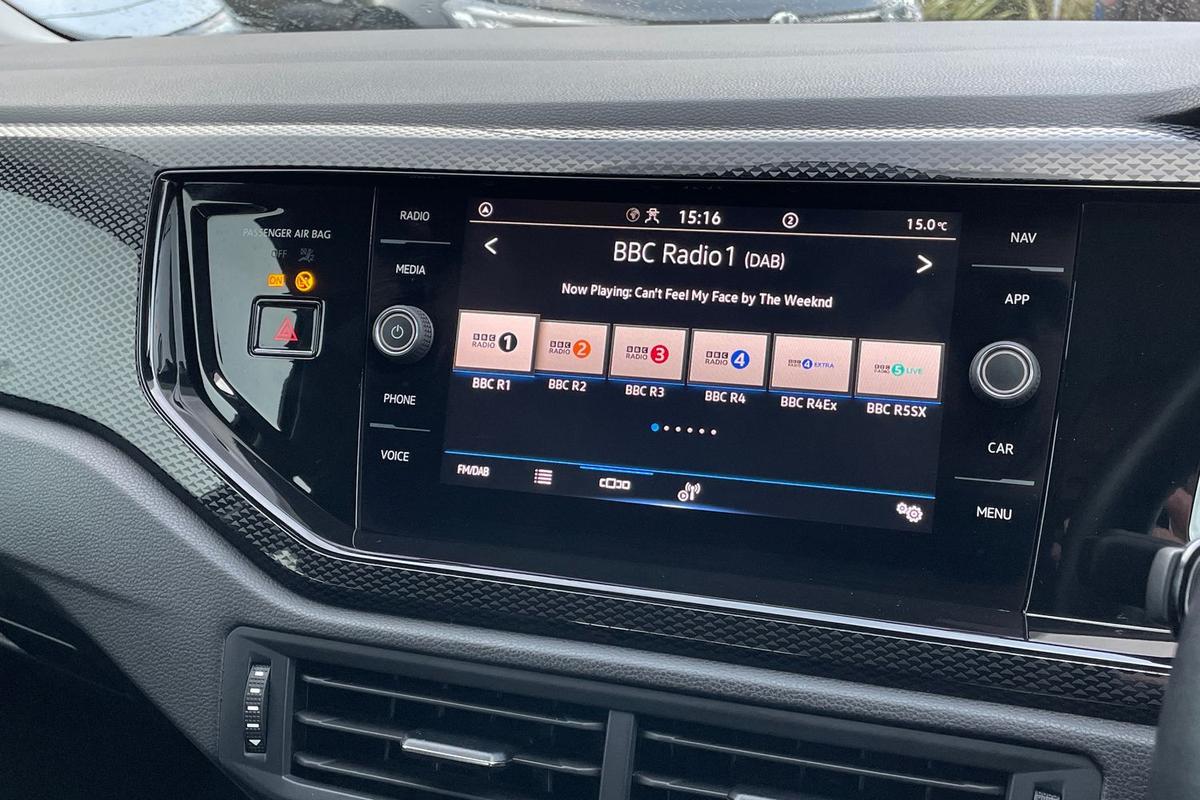 PASSENGER AIR BAG
OFF
ON
RADIO
MEDIA
PHONE
VOICE
15:16
2
15.0°C
< BBC Radio1 (DAB) >
Now Playing: Can't Feel My Face by The Weeknd
BBC RADIO 1
BBC RADIO 2
BBC RADIO 3
BBC RADIO 4
BBC RADIO 4 EXTRA
BBC RADIO 5 LIVE
BBC R1
BBC R2
BBC R3
BBC R4
BBC R4Ex
BBC R5SX
FM/DAB
NAV
APP
CAR
MENU